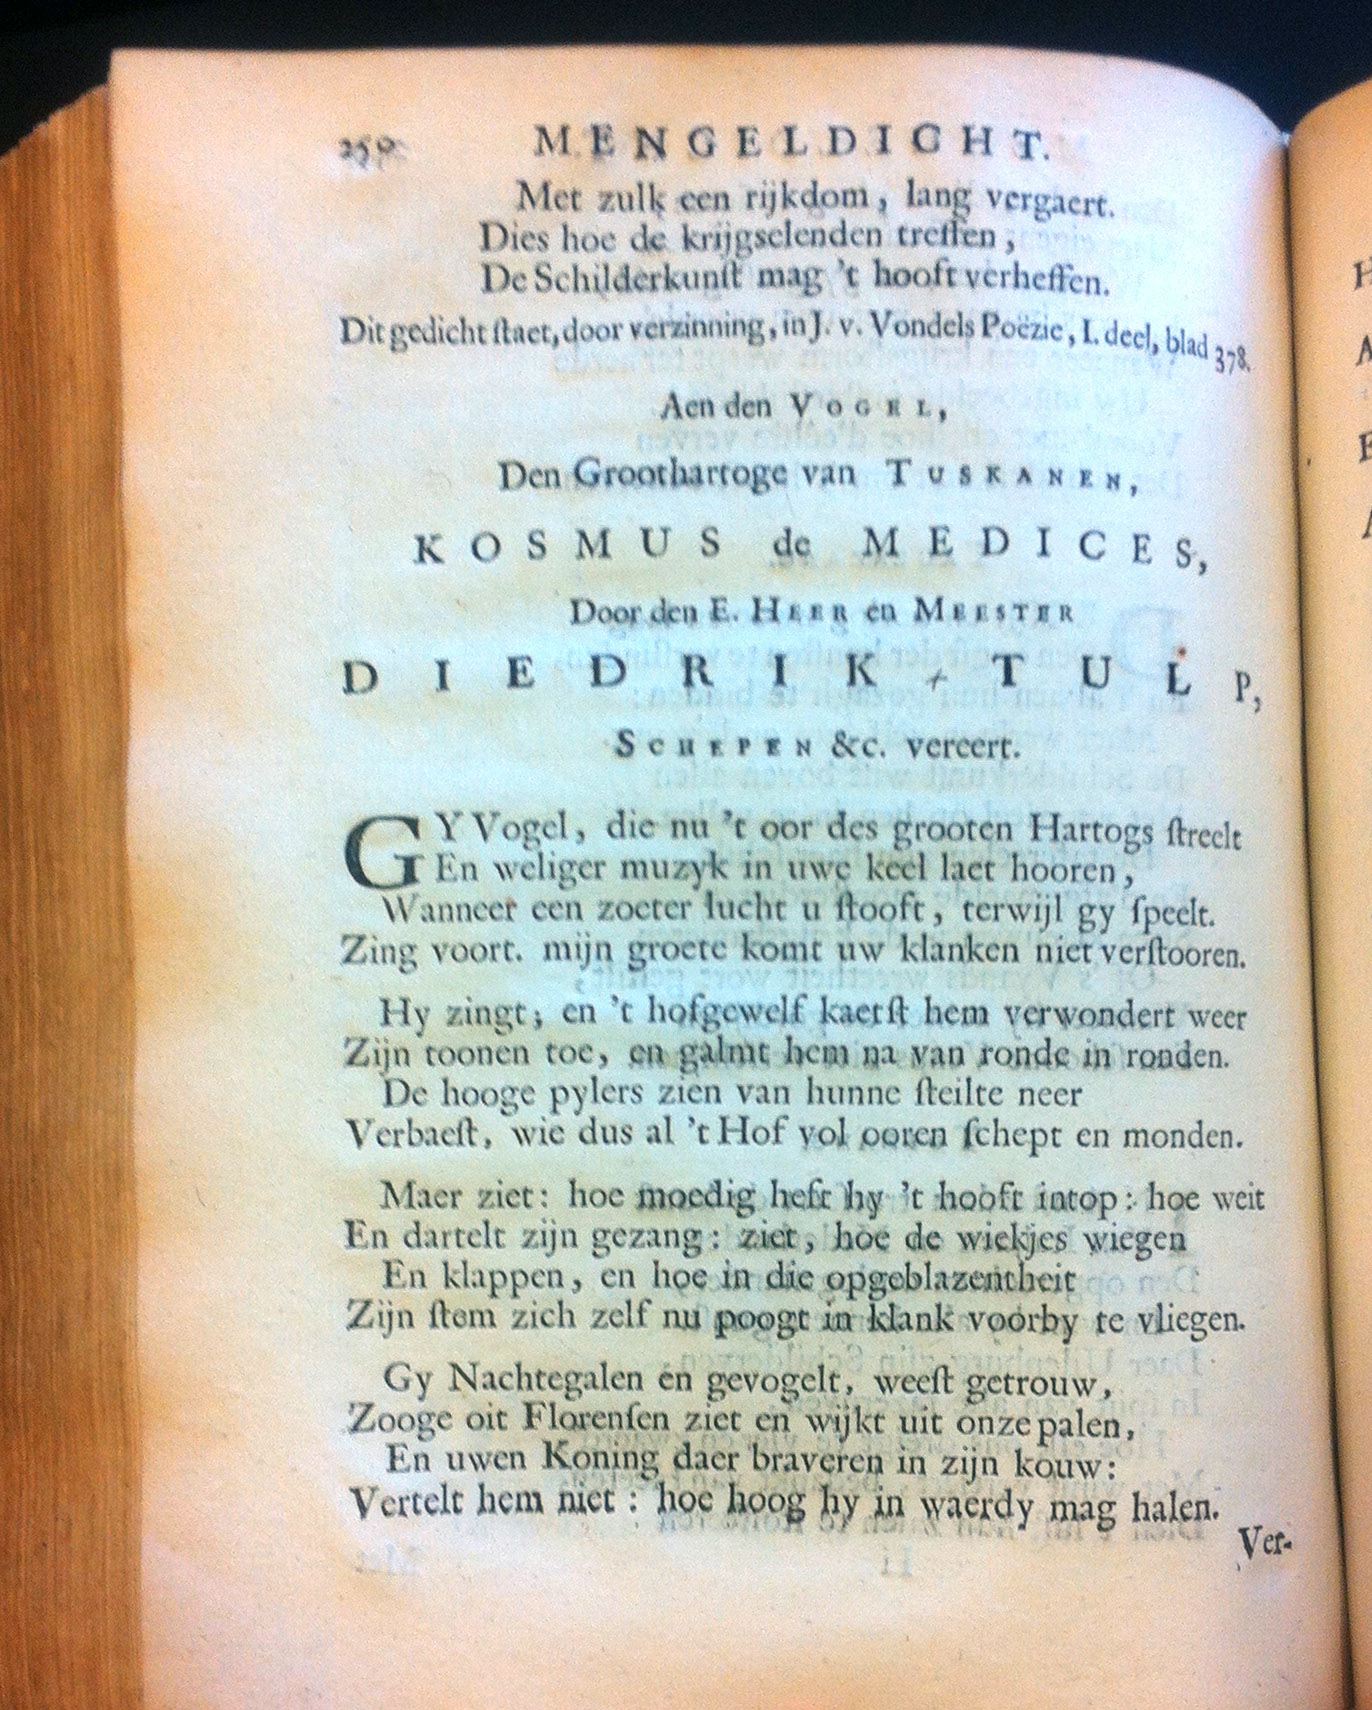 250 MENGELDICHT.
Met zulk een rijkdom, lang vergaert.
Dies hoe de krijgselenden treffen,
De Schilderkunſt mag 't hooft verheffen.
Dit gedicht ſtaet, door verzinning, in J. v. Vondels Poëzie, I. deel, blad 378.
Aen den VOGEL,
Den Groothartoge van TUSKANEN,
KOSMUS de MEDICES,
Door den E. HEER en MEESTER
DIEDRIK TULP,
SCHEPEN &c. vereert.
GY Vogel, die nu 't oor des grooten Hartogs ſtreelt
En weliger muzyk in uwe keel laet hooren,
Wanneer een zoeter lucht u ſtooft, terwijl gy ſpeelt.
Zing voort. mijn groete komt uw klanken niet verſtooren.
Hy zingt; en 't hofgewelf kaetſt hem verwondert weer
Zijn toonen toe, en galmt hem na van ronde in ronden.
De hooge pylers zien van hunne ſteilte neer
Verbaeſt, wie dus al 't Hof vol ooren ſchept en monden.
Maer ziet: hoe moedig heft hy 't hooft intop: hoe weit
En dartelt zijn gezang: ziet, hoe de wiekjes wiegen
En klappen, en hoe in die opgeblazentheit
Zijn ſtem zich zelf nu poogt in klank voorby te vliegen.
Gy Nachtegalen en gevogelt, weeſt getrouw,
Zooge oit Florenſen ziet en wijkt uit onze palen,
En uwen Koning daer braveren in zijn kouw:
Vertelt hem niet: hoe hoog hy in waerdy mag halen.
Ver-